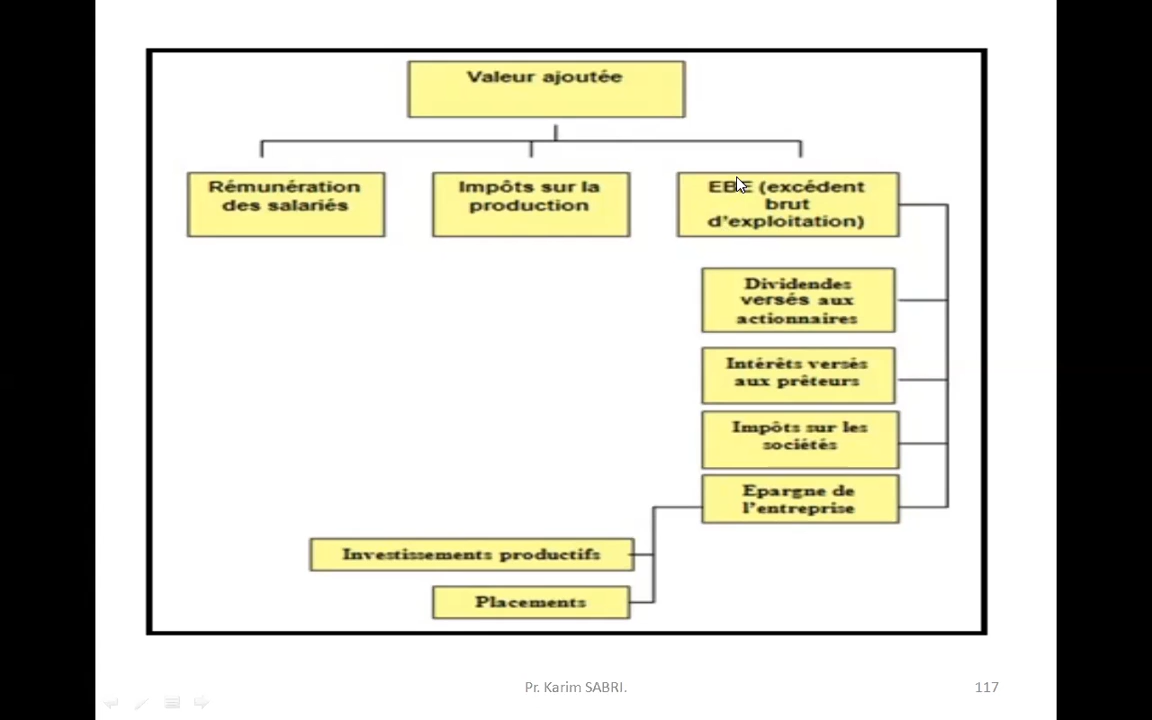 Valeur ajoutée
Rémunération
des salariés
Impôts sur la
production
EBE (excédent
brut
d'exploitation)
Dividendes
versés aux
actionnaires
Intérêts versés
aux prêteurs
Impôts sur les
sociétés
Epargne de
l'entreprise
Investissements productifs
Placements
Pr. Karim SABRI.
117